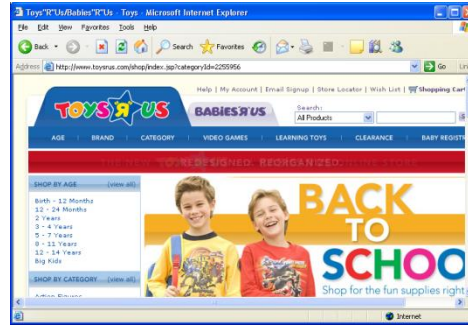 Toys"R"Us/Babies"R"Us - Toys - Microsoft Internet Explorer
File Edit View Favorites Tools Help
Back Search Favorites
Address http://www.toysrus.com/shop/index.jsp?categoryId=2255956 Go
Help | My Account | Email Signup | Store Locator | Wish List | Shopping Cart
TOYS R US
BABIES R US
Search:
All Products
AGE | BRAND | CATEGORY | VIDEO GAMES | LEARNING TOYS | CLEARANCE | BABY REGISTR
REDESIGNED. REORGANIZED.
SHOP BY AGE (view all)
Birth - 12 Months
12 - 24 Months
2 Years
3 - 4 Years
5 - 7 Years
8 - 11 Years
12 - 14 Years
Big Kids
BACK
TO
SCHOO
Shop for the fun supplies right
SHOP BY CATEGORY (view all)
Action Figures
Internet